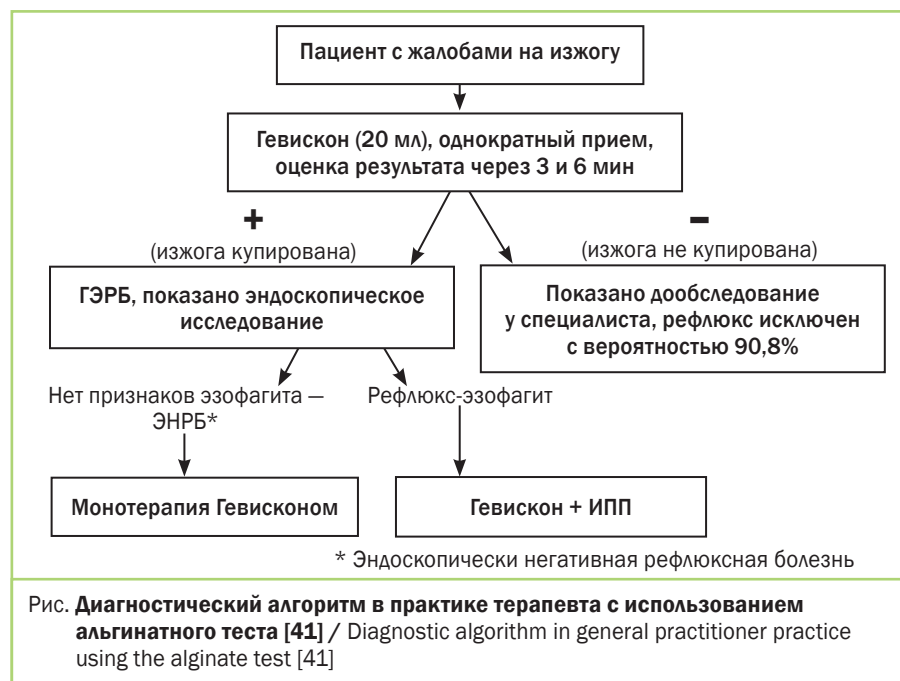 Пациент с жалобами на изжогу
Гевискон (20 мл), однократный прием,
оценка результата через 3 и 6 мин
+
(изжога купирована)
–
(изжога не купирована)
ГЭРБ, показано эндоскопическое
исследование
Показано дообследование
у специалиста, рефлюкс исключен
с вероятностью 90,8%
Нет признаков эзофагита —
ЭНРБ*
Рефлюкс-эзофагит
Монотерапия Гевисконом
Гевискон + ИПП
* Эндоскопически негативная рефлюксная болезнь
Рис. Диагностический алгоритм в практике терапевта с использованием
альгинатного теста [41] / Diagnostic algorithm in general practitioner practice
using the alginate test [41]